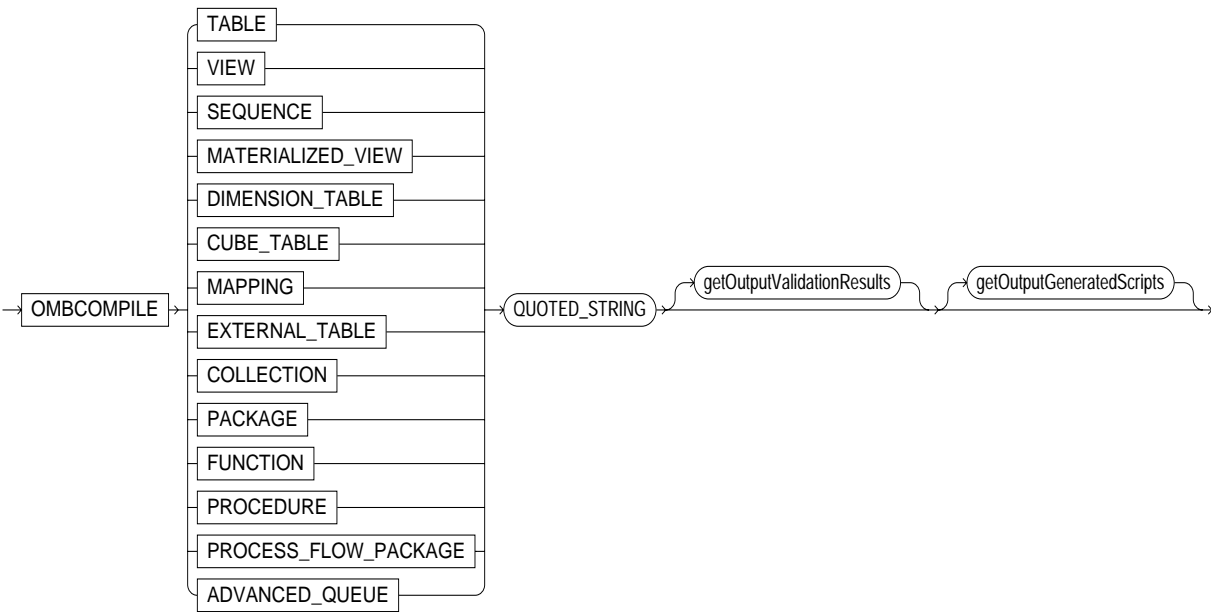 TABLE
VIEW
SEQUENCE
MATERIALIZED_VIEW
DIMENSION_TABLE
CUBE_TABLE
MAPPING
OMBCOMPILE
EXTERNAL_TABLE
COLLECTION
PACKAGE
FUNCTION
PROCEDURE
PROCESS_FLOW_PACKAGE
ADVANCED_QUEUE
QUOTED_STRING
getOutputValidationResults
getOutputGeneratedScripts